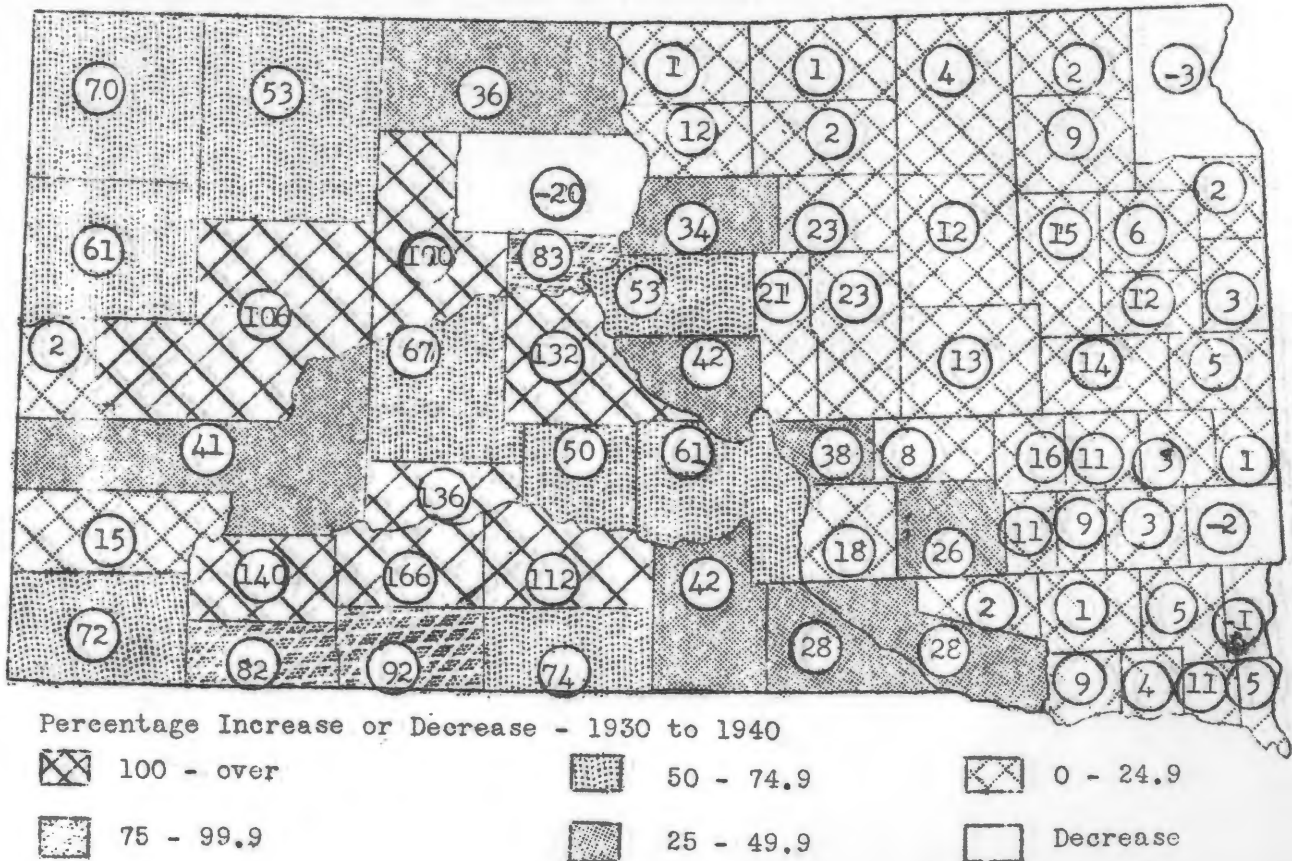 70 53 36 1 1 4 2 -3
12 2 9
-20 2
61 34 23 12 15 6
83
106 53 21 23 12 3
2 67 132 42 13 14 5
41 50 61 38 8 16 11 3 1
136
15 18 26 11 9 3 -2
140 166 112 42
72 2 1 5 -1
82 92 74 28 28 9 4 11 5
Percentage Increase or Decrease - 1930 to 1940
100 - over 50 - 74.9 0 - 24.9
75 - 99.9 25 - 49.9 Decrease